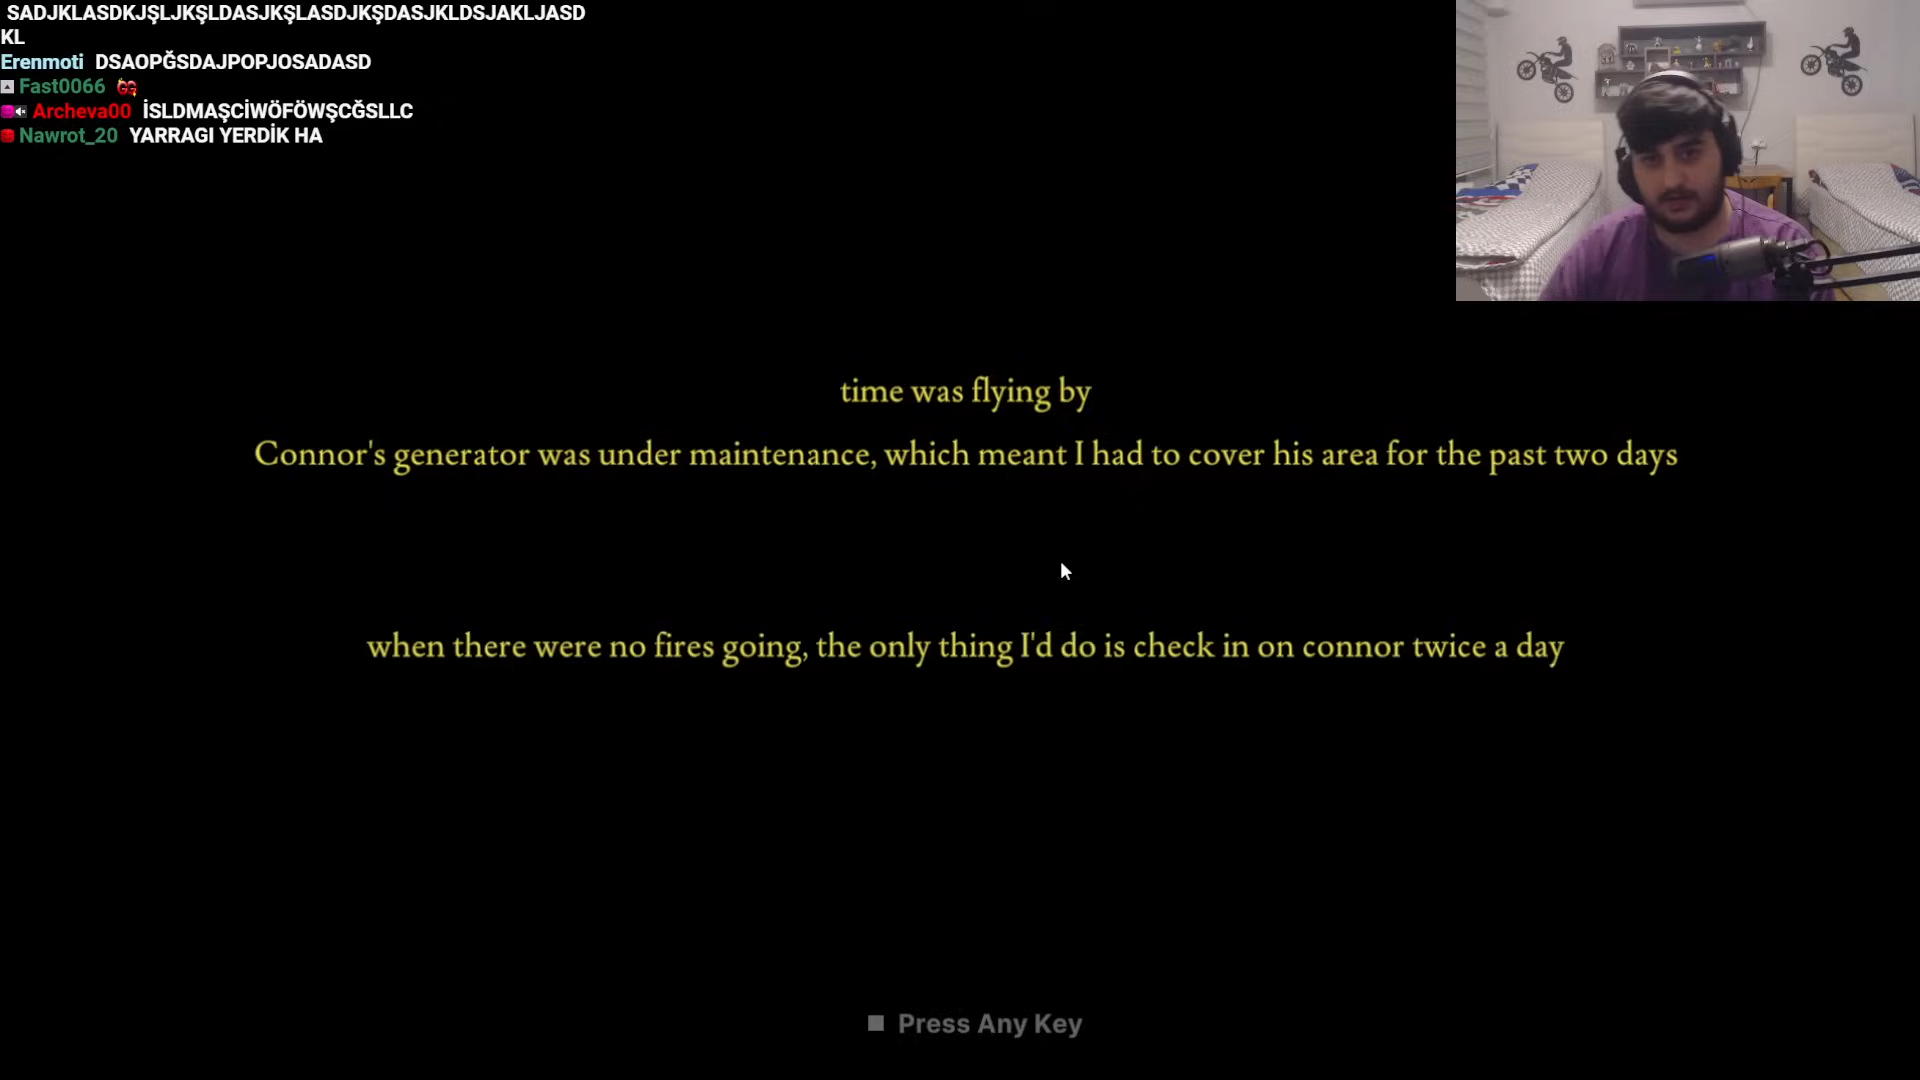 SADJKLASDKJŞLJKŞLDASJKŞLASDJKŞDASJKLDSJAKLJASD
KL
Erenmoti DSAOPĞSDAJPOPJOSADASD
Fast0066
Archeva00 İSLDMAŞCİWÖFÖWŞCĞSLLC
Nawrot_20 YARRAGI YERDİK HA
time was flying by
Connor's generator was under maintenance, which meant I had to cover his area for the past two days
when there were no fires going, the only thing I'd do is check in on connor twice a day
Press Any Key